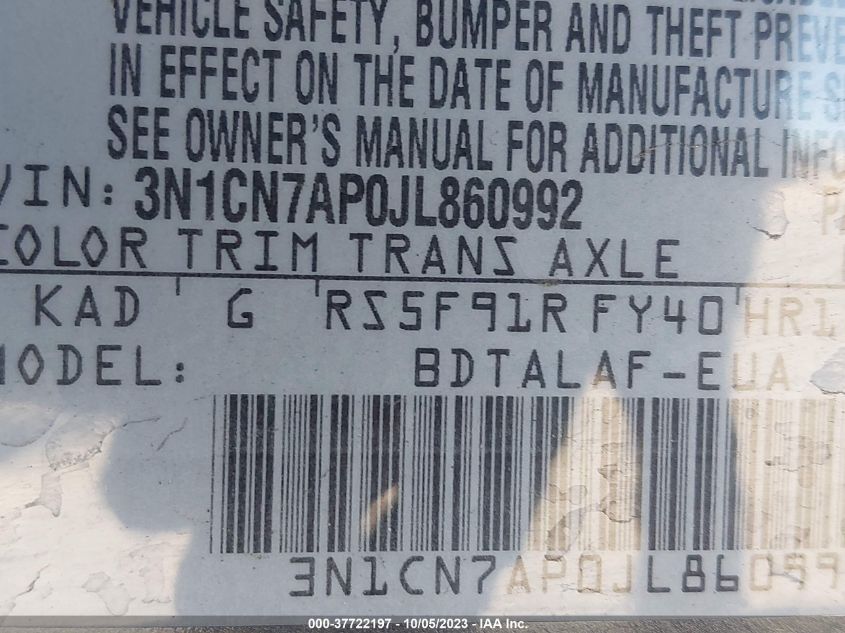 VEHICLE SAFETY, BUMPER AND THEFT PREVE
IN EFFECT ON THE DATE OF MANUFACTURE S
SEE OWNER'S MANUAL FOR ADDITIONAL INFO
VIN: 3N1CN7AP0JL860992
COLOR TRIM TRANS AXLE
KAD G RS5F91R FY40 HR1
MODEL: BDTALAF-EUA
3N1CN7AP0JL86099
000-37722197 - 10/05/2023 - IAA Inc.